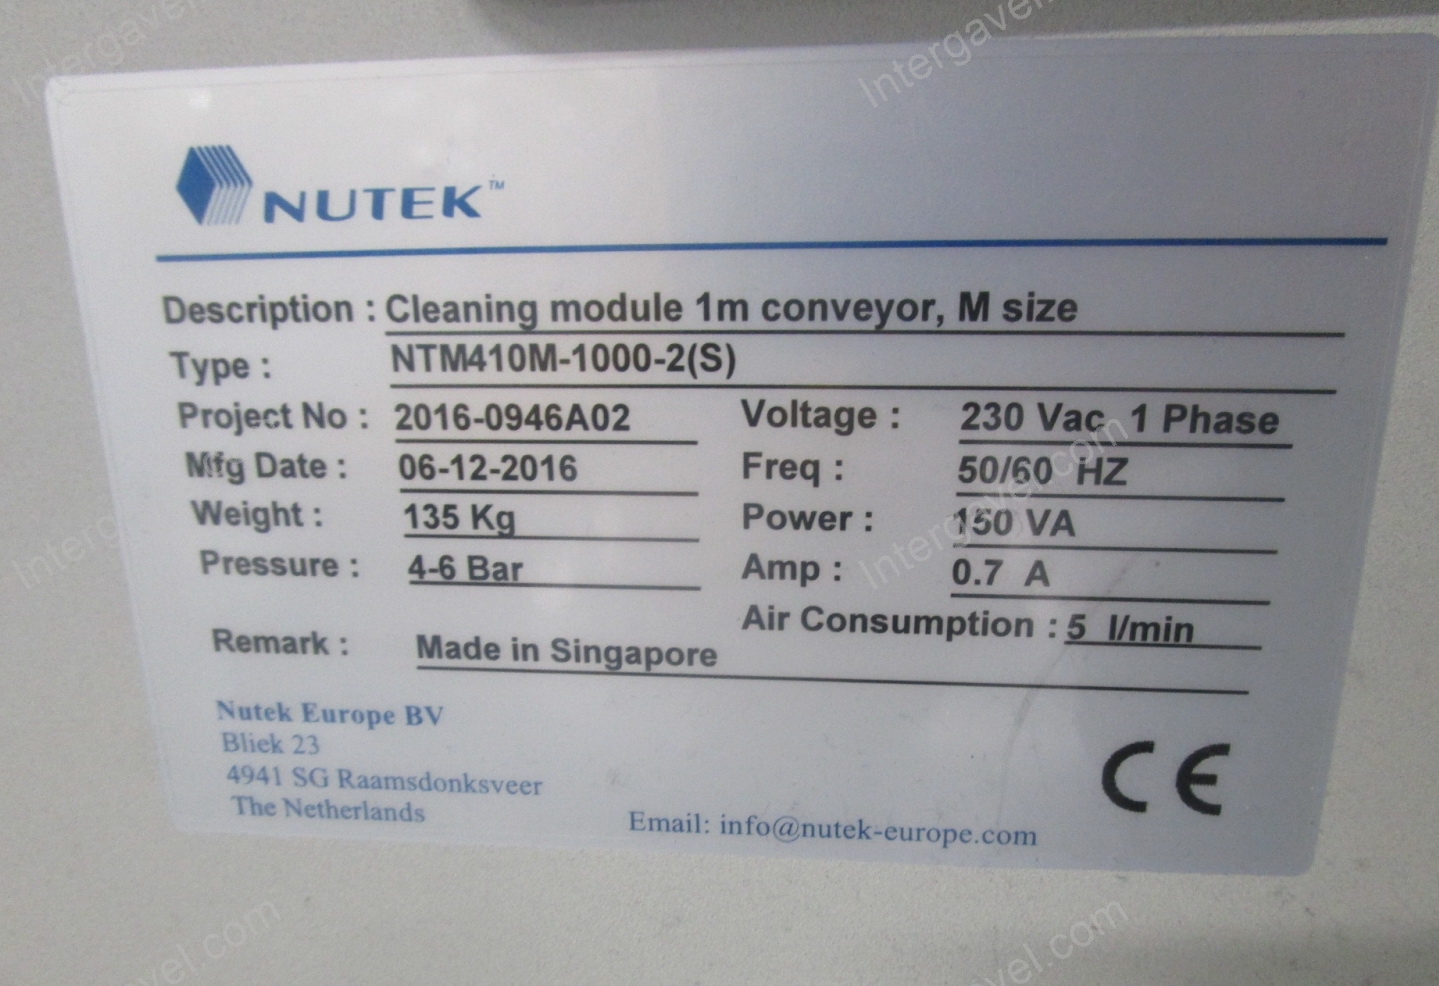 NUTEK™
Description : Cleaning module 1m conveyor, M size
Type : NTM410M-1000-2(S)
Project No : 2016-0946A02 Voltage : 230 Vac 1 Phase
Mfg Date : 06-12-2016 Freq : 50/60 HZ
Weight : 135 Kg Power : 150 VA
Pressure : 4-6 Bar Amp : 0.7 A
Air Consumption : 5 l/min
Remark : Made in Singapore
Nutek Europe BV
Bliek 23
4941 SG Raamsdonksveer
The Netherlands
Email: info@nutek-europe.com
CE
Intergavel.com